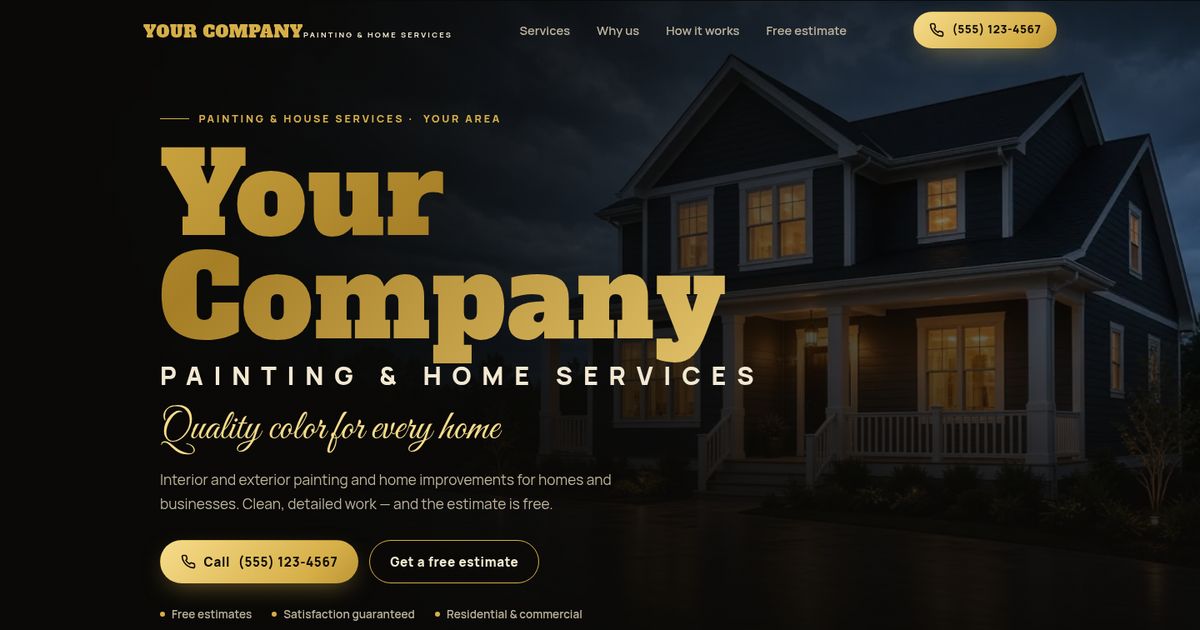 YOUR COMPANY PAINTING & HOME SERVICES
Services
Why us
How it works
Free estimate
(555) 123-4567
PAINTING & HOUSE SERVICES · YOUR AREA
Your
Company
PAINTING & HOME SERVICES
Quality color for every home
Interior and exterior painting and home improvements for homes and
businesses. Clean, detailed work — and the estimate is free.
Call (555) 123-4567
Get a free estimate
Free estimates
Satisfaction guaranteed
Residential & commercial